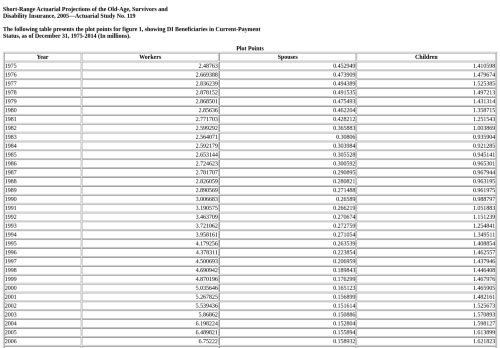 Short-Range Actuarial Projections of the Old-Age, Survivors and
Disability Insurance, 2005—Actuarial Study No. 119
The following table presents the plot points for figure 1, showing DI Beneficiaries in Current-Payment
Status, as of December 31, 1975-2014 (In millions).
Plot Points
Year Workers Spouses Children
1975 2.48763 0.452949 1.410598
1976 2.669388 0.473909 1.479674
1977 2.836239 0.494389 1.525385
1978 2.878152 0.491535 1.497213
1979 2.868501 0.475493 1.431314
1980 2.85636 0.462204 1.358715
1981 2.771703 0.428212 1.251543
1982 2.599292 0.365883 1.003869
1983 2.564071 0.30806 0.935904
1984 2.592179 0.303984 0.921285
1985 2.653144 0.305528 0.945141
1986 2.724623 0.300592 0.965301
1987 2.781707 0.290895 0.967944
1988 2.826059 0.280821 0.963195
1989 2.890569 0.271488 0.961975
1990 3.006683 0.26589 0.988797
1991 3.190575 0.266219 1.051883
1992 3.463709 0.270674 1.151239
1993 3.721062 0.272759 1.254841
1994 3.958161 0.271054 1.349511
1995 4.179256 0.263539 1.408854
1996 4.378311 0.223854 1.462557
1997 4.500693 0.206959 1.437946
1998 4.690942 0.189843 1.446408
1999 4.870196 0.176299 1.467976
2000 5.035646 0.165123 1.465905
2001 5.267825 0.156899 1.482161
2002 5.539436 0.151614 1.525673
2003 5.86862 0.150886 1.570893
2004 6.198224 0.152804 1.598127
2005 6.489821 0.155894 1.613899
2006 6.75222 0.158932 1.621823